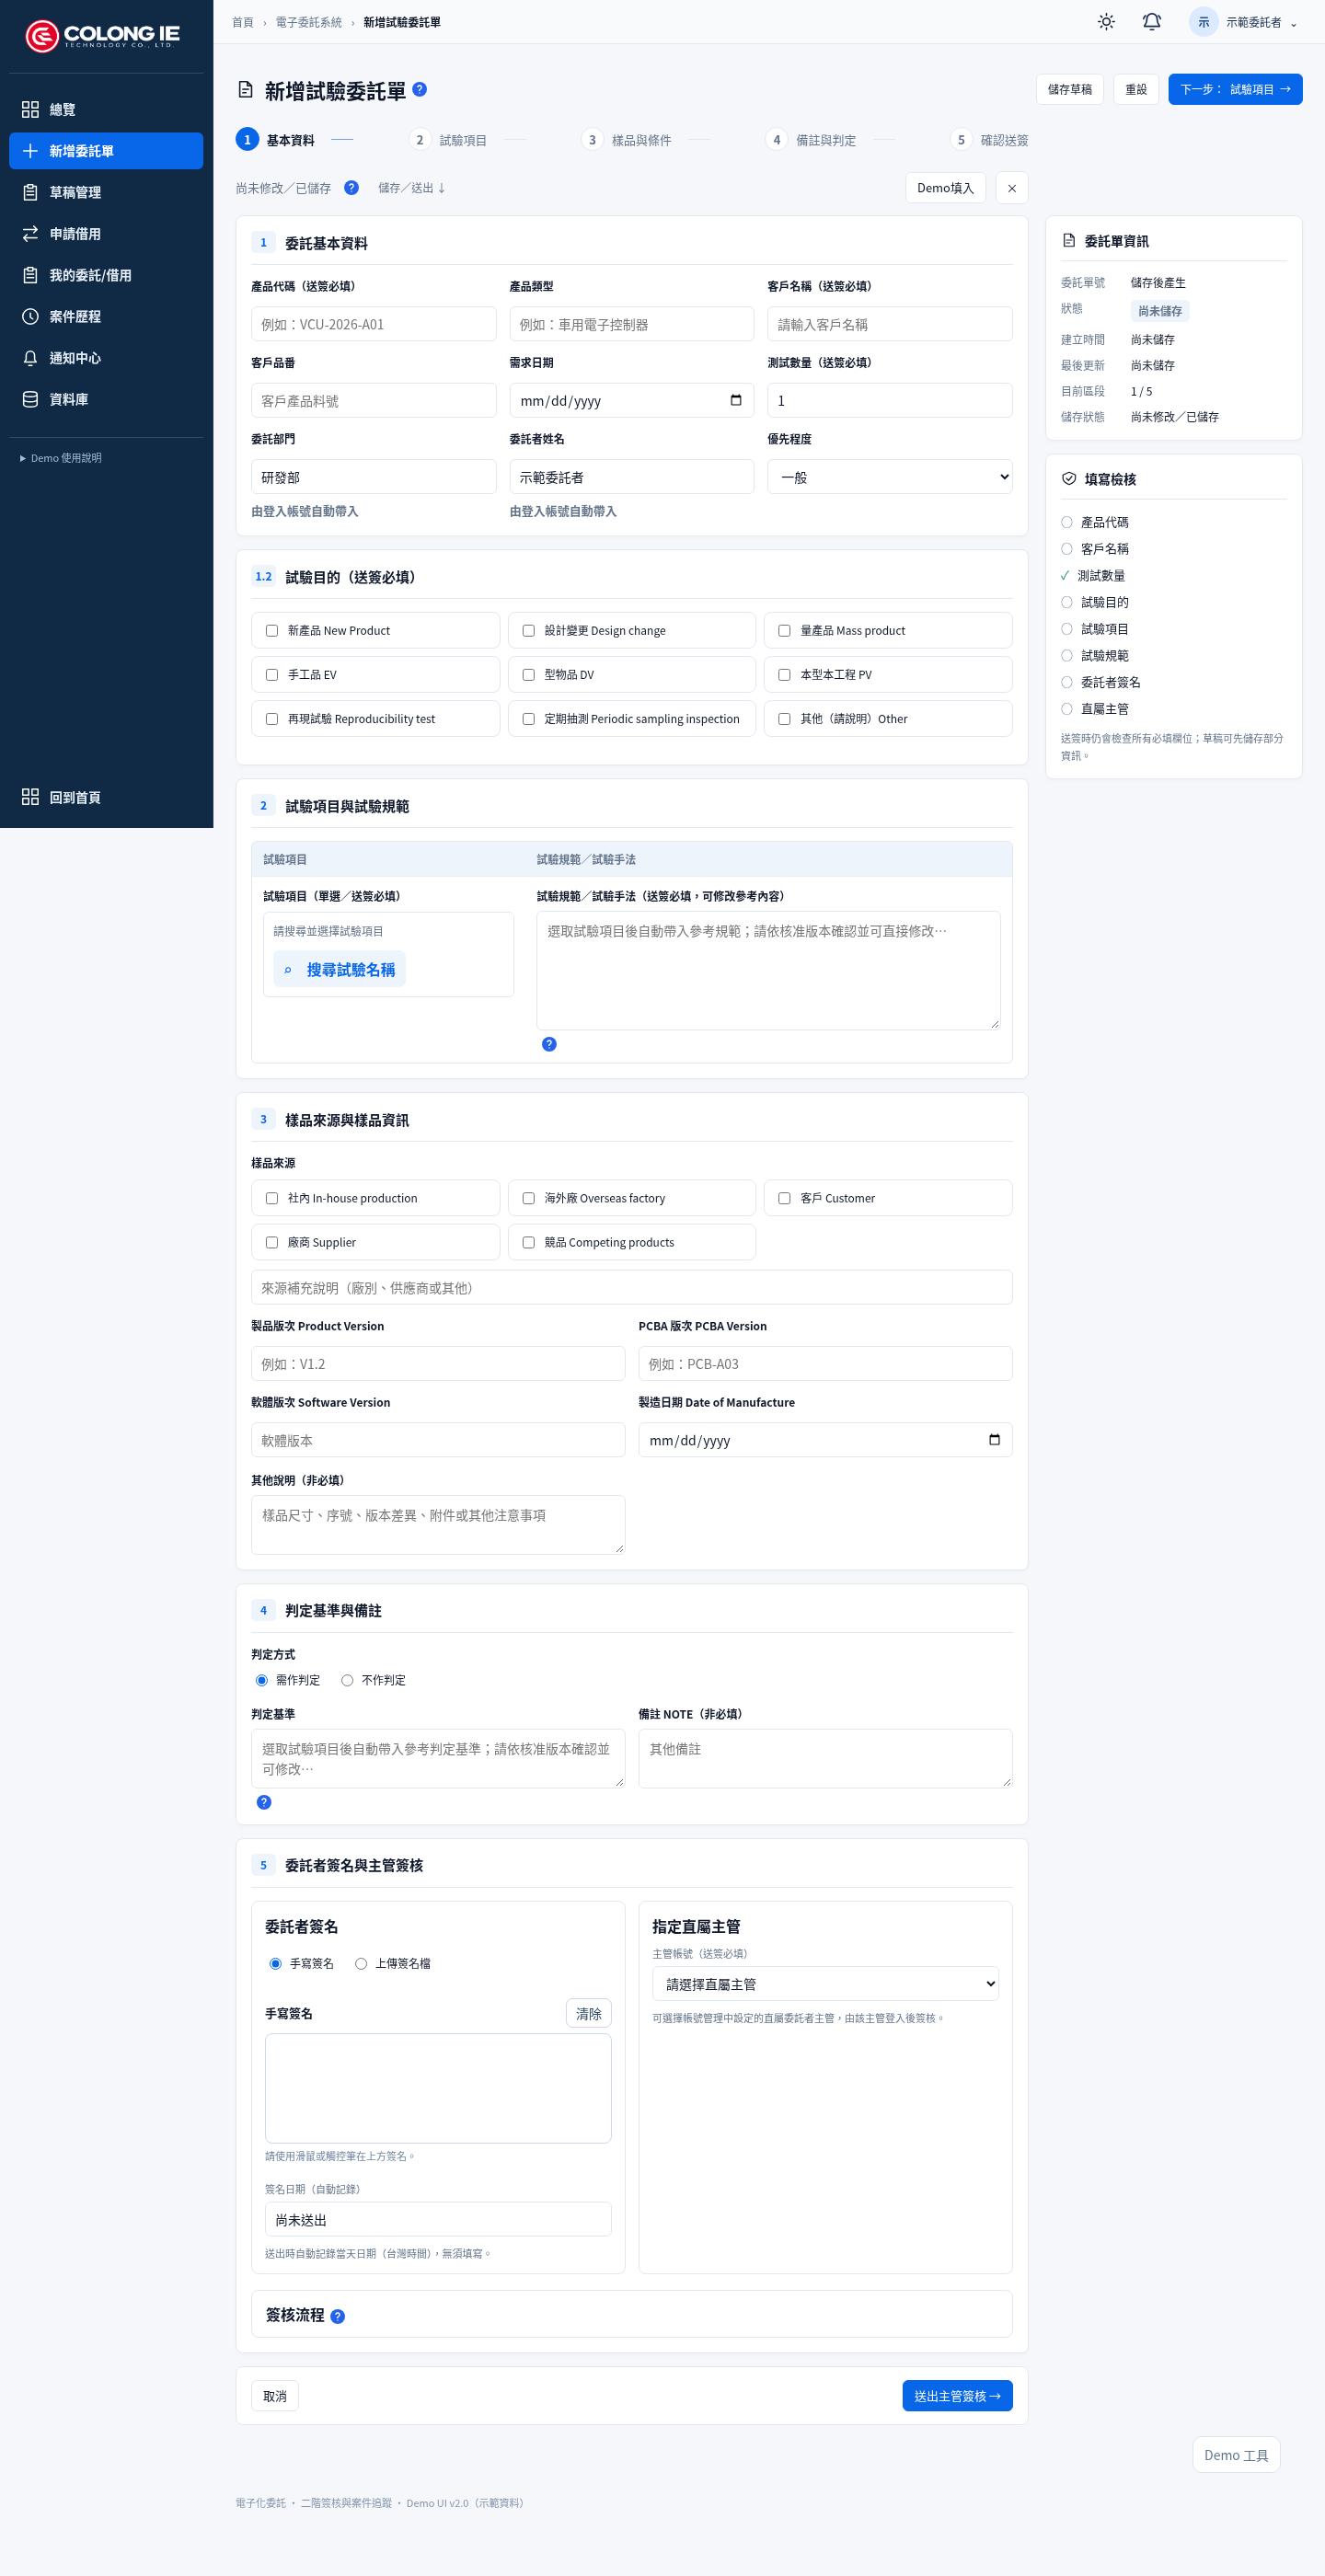 COLONG IE
TECHNOLOGY CO., LTD.
總覽
新增委託單
草稿管理
申請借用
我的委託/借用
案件歷程
通知中心
資料庫
Demo 使用說明
回到首頁
首頁 › 電子委託系統 › 新增試驗委託單
示 示範委託者
新增試驗委託單 ?
儲存草稿 重設 下一步： 試驗項目 →
1 基本資料 2 試驗項目 3 樣品與條件 4 備註與判定 5 確認送簽
尚未修改／已儲存 ? 儲存／送出 ↓ Demo填入 ×
1 委託基本資料
產品代碼（送簽必填） 產品類型 客戶名稱（送簽必填）
例如：VCU-2026-A01 例如：車用電子控制器 請輸入客戶名稱
客戶品番 需求日期 測試數量（送簽必填）
客戶產品料號 mm/dd/yyyy 1
委託部門 委託者姓名 優先程度
研發部 示範委託者 一般
由登入帳號自動帶入 由登入帳號自動帶入
1.2 試驗目的（送簽必填）
新產品 New Product 設計變更 Design change 量產品 Mass product
手工品 EV 型物品 DV 本型本工程 PV
再現試驗 Reproducibility test 定期抽測 Periodic sampling inspection 其他（請說明）Other
2 試驗項目與試驗規範
試驗項目 試驗規範／試驗手法
試驗項目（單選／送簽必填） 試驗規範／試驗手法（送簽必填，可修改參考內容）
請搜尋並選擇試驗項目
選取試驗項目後自動帶入參考規範；請依核准版本確認並可直接修改…
⌕ 搜尋試驗名稱
?
3 樣品來源與樣品資訊
樣品來源
社內 In-house production 海外廠 Overseas factory 客戶 Customer
廠商 Supplier 競品 Competing products
來源補充說明（廠別、供應商或其他）
製品版次 Product Version PCBA 版次 PCBA Version
例如：V1.2 例如：PCB-A03
軟體版次 Software Version 製造日期 Date of Manufacture
軟體版本 mm/dd/yyyy
其他說明（非必填）
樣品尺寸、序號、版本差異、附件或其他注意事項
4 判定基準與備註
判定方式
需作判定 不作判定
判定基準 備註 NOTE（非必填）
選取試驗項目後自動帶入參考判定基準；請依核准版本確認並
可修改…
其他備註
?
5 委託者簽名與主管簽核
委託者簽名
手寫簽名 上傳簽名檔
手寫簽名 清除
請使用滑鼠或觸控筆在上方簽名。
簽名日期（自動記錄）
尚未送出
送出時自動記錄當天日期（台灣時間），無須填寫。
指定直屬主管
主管帳號（送簽必填）
請選擇直屬主管
可選擇帳號管理中設定的直屬委託者主管，由該主管登入後簽核。
簽核流程 ?
取消 送出主管簽核 →
委託單資訊
委託單號 儲存後產生
狀態 尚未儲存
建立時間 尚未儲存
最後更新 尚未儲存
目前區段 1 / 5
儲存狀態 尚未修改／已儲存
填寫檢核
產品代碼
客戶名稱
✓ 測試數量
試驗目的
試驗項目
試驗規範
委託者簽名
直屬主管
送簽時仍會檢查所有必填欄位；草稿可先儲存部分
資訊。
Demo 工具
電子化委託 ・ 二階簽核與案件追蹤 ・ Demo UI v2.0（示範資料）